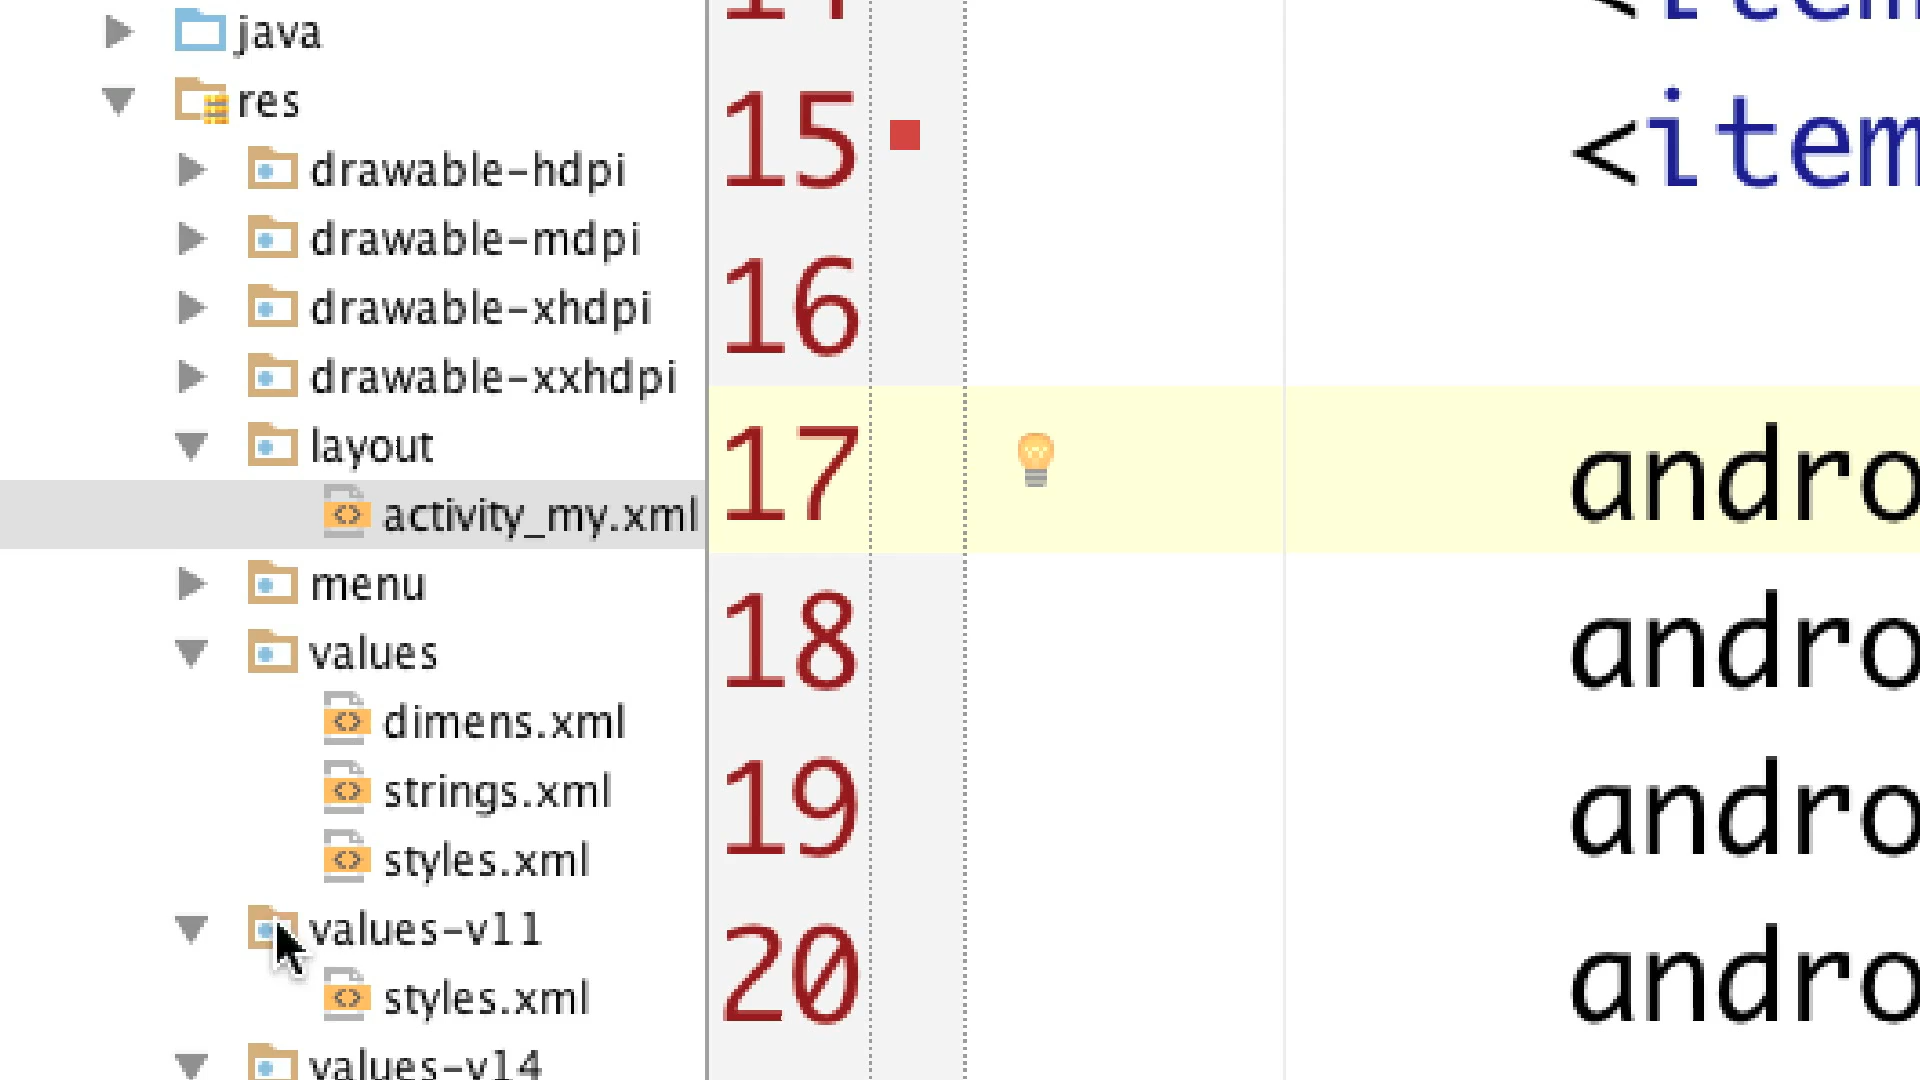 java
res
drawable-hdpi
drawable-mdpi
drawable-xhdpi
drawable-xxhdpi
layout
activity_my.xml
menu
values
dimens.xml
strings.xml
styles.xml
values-v11
styles.xml
values-v14
15 <item
16
17 andro
18 andro
19 andro
20 andro